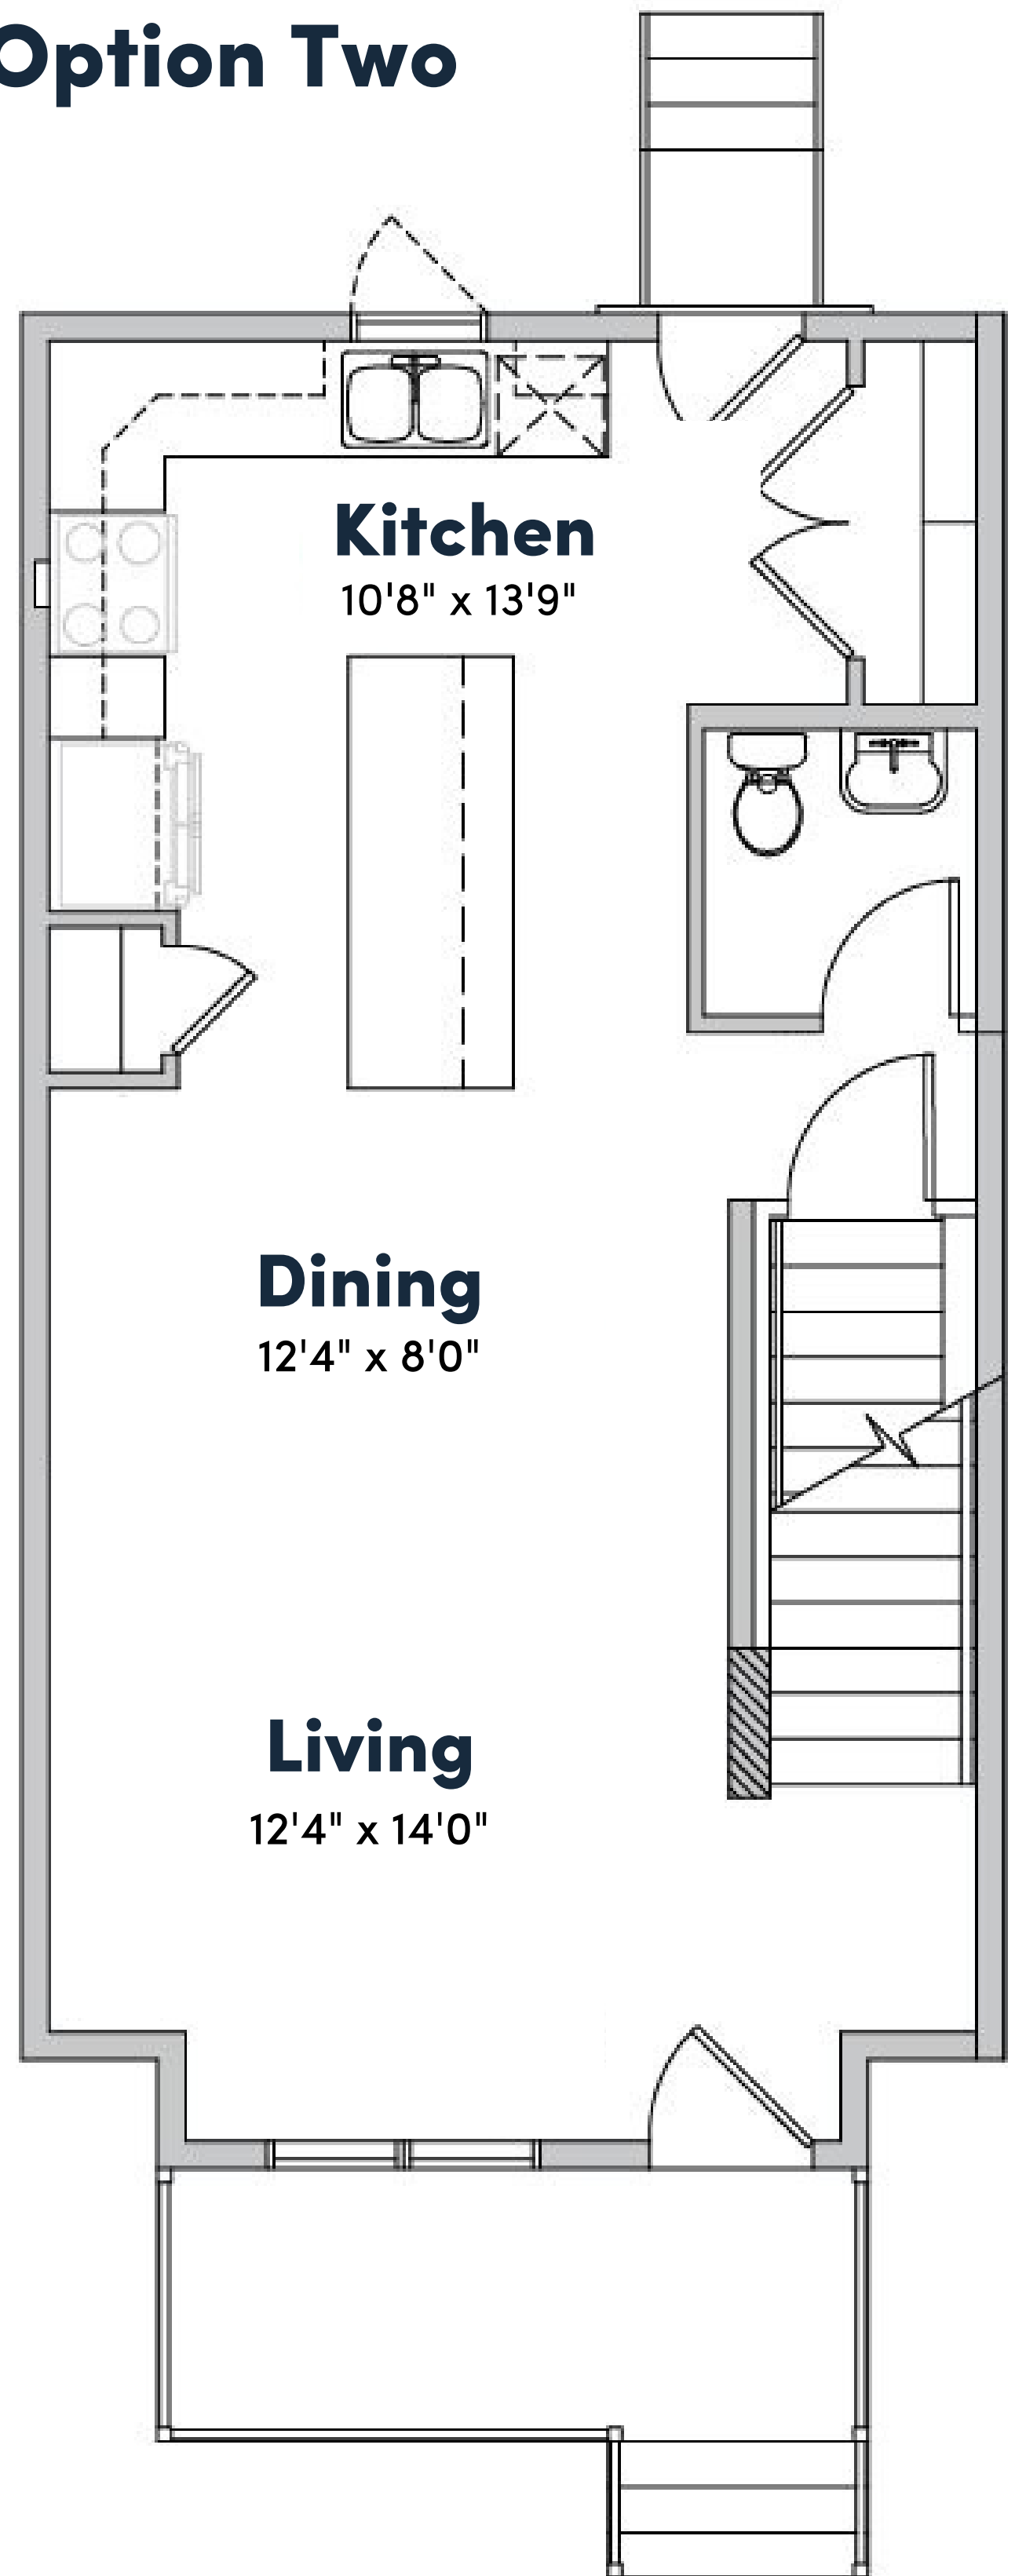 Option Two
Kitchen
10'8" x 13'9"
Dining
12'4" x 8'0"
Living
12'4" x 14'0"